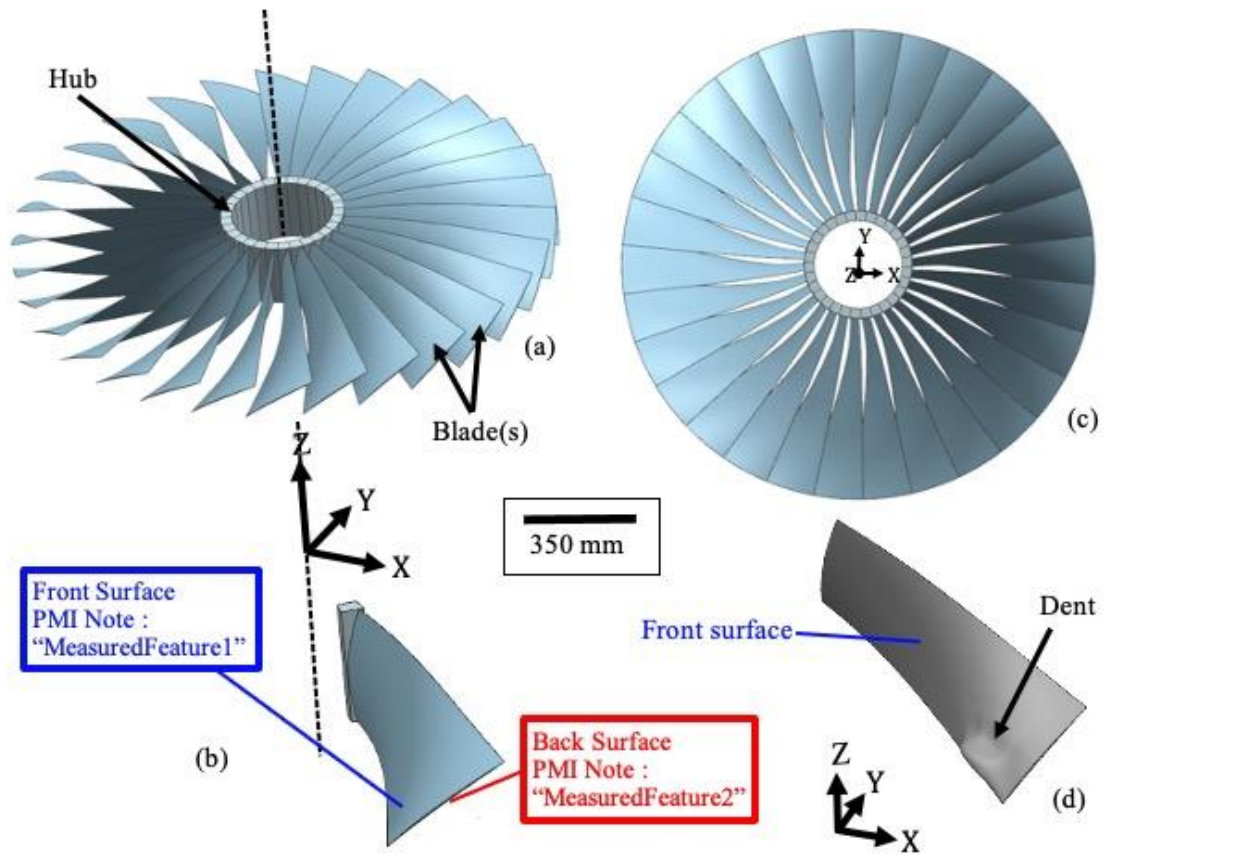 Hub
(a)
Blade(s)
Y
Z
X
(c)
Z
Y
X
350 mm
Front Surface
PMI Note :
“MeasuredFeature1”
(b)
Back Surface
PMI Note :
“MeasuredFeature2”
Front surface
Dent
Z
Y
X
(d)